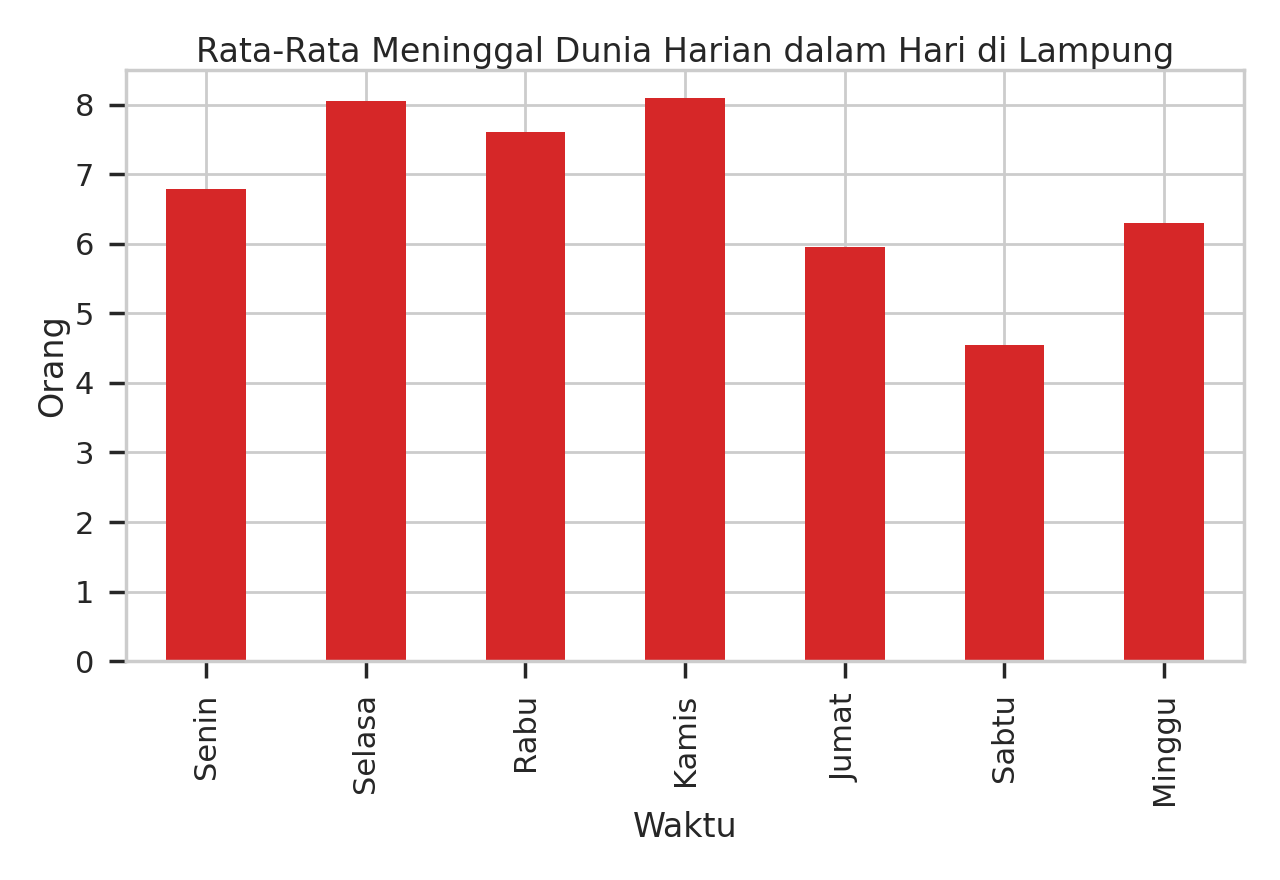 Rata-Rata Meninggal Dunia Harian dalam Hari di Lampung
8
7
6
5
4
3
2
1
0
Orang
Senin
Selasa
Rabu
Kamis
Jumat
Sabtu
Minggu
Waktu